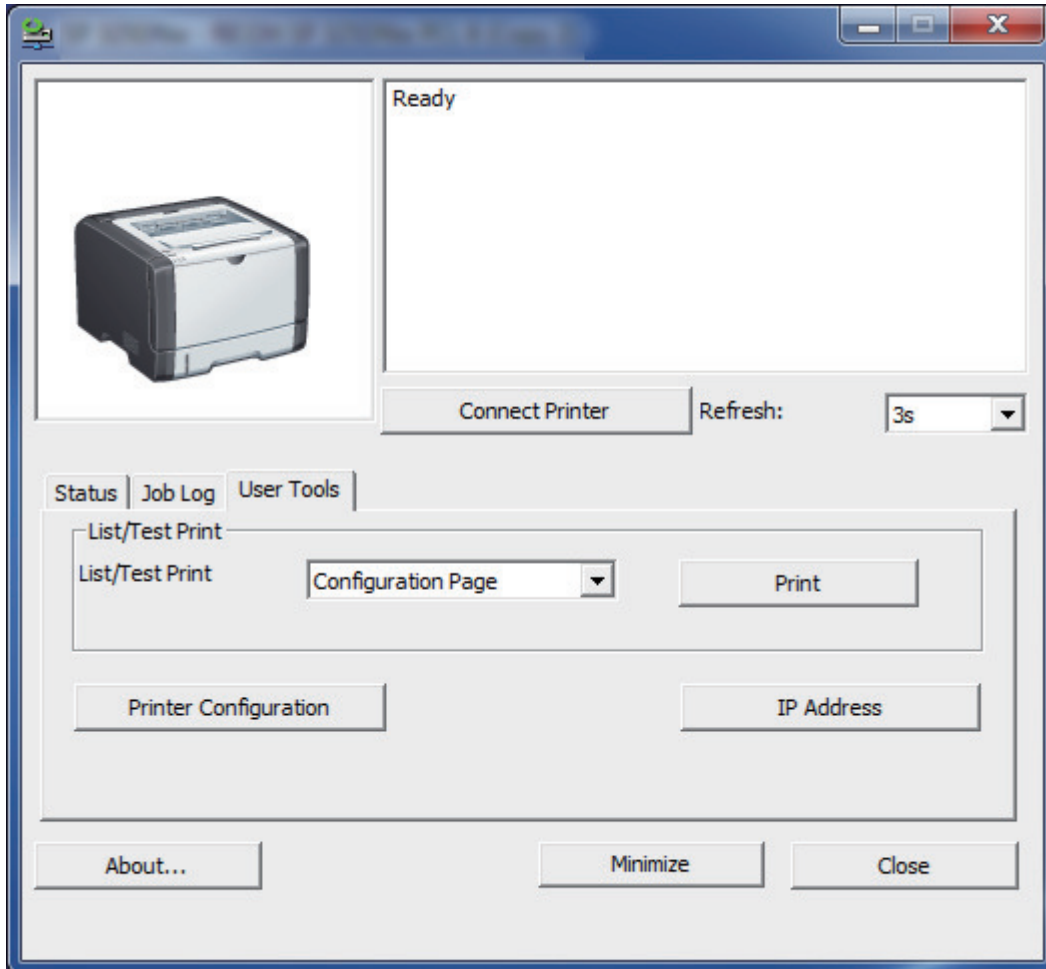 Ready
Connect Printer
Refresh:
3s
Status
Job Log
User Tools
List/Test Print
List/Test Print
Configuration Page
Print
Printer Configuration
IP Address
About...
Minimize
Close